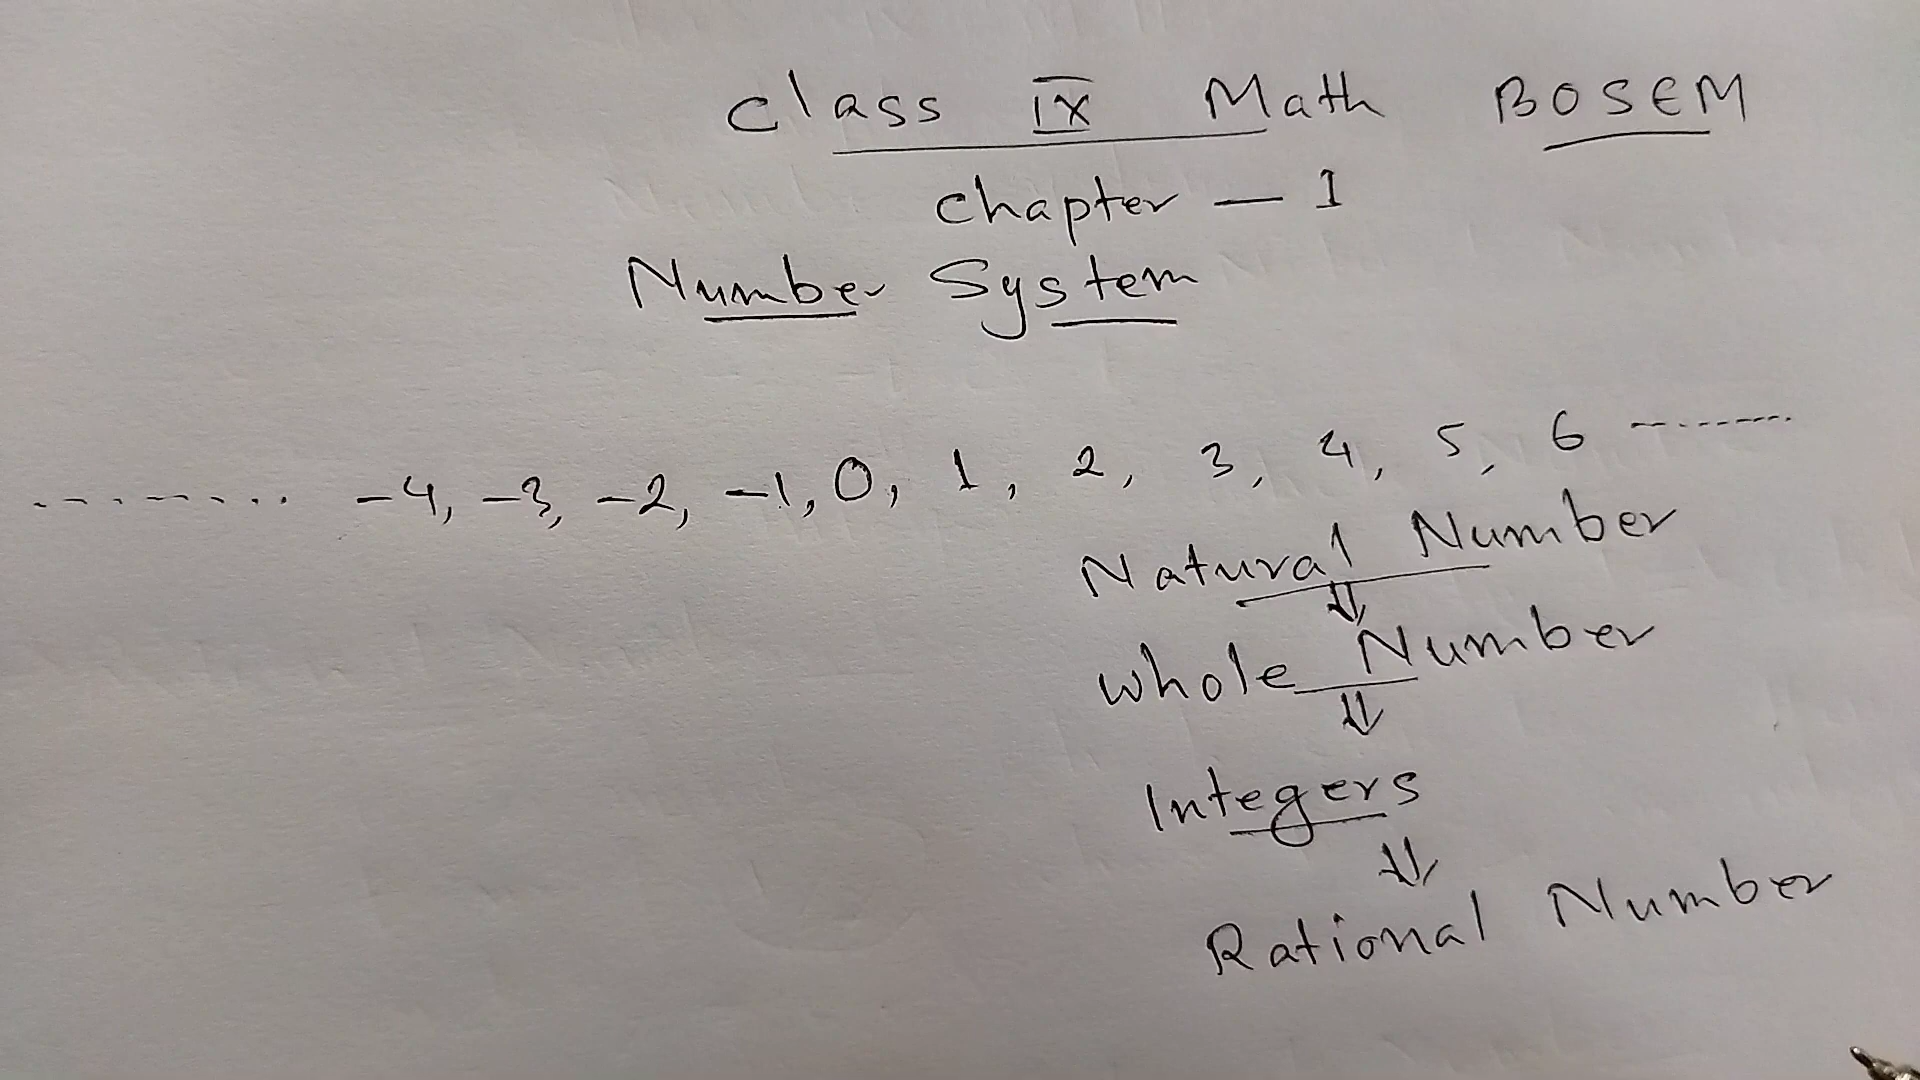 Class IX Math BOSEM
Chapter - 1
Number System
......... -4, -3, -2, -1, 0, 1, 2, 3, 4, 5, 6 .........
Natural Number
⇓
whole Number
⇓
Integers
⇓
Rational Number